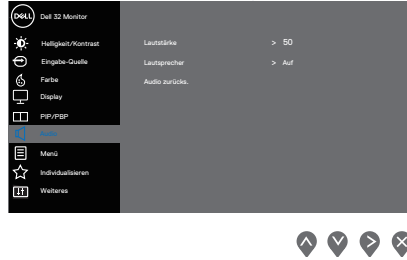 DELL
Dell 32 Monitor
Helligkeit/Kontrast
Eingabe-Quelle
Farbe
Display
PIP/PBP
Audio
Menü
Individualisieren
Weiteres
Lautstärke > 50
Lautsprecher > Auf
Audio zurücks.